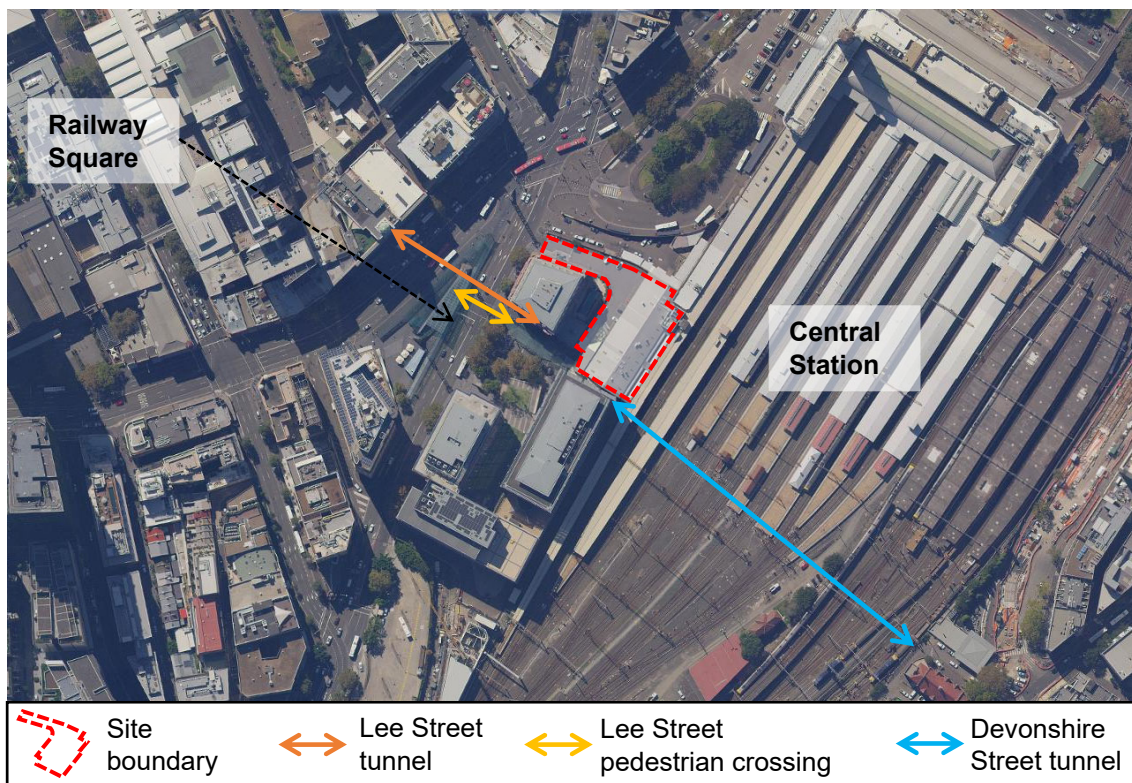 Railway
Square
Central
Station
Site
boundary
Lee Street
tunnel
Lee Street
pedestrian crossing
Devonshire
Street tunnel